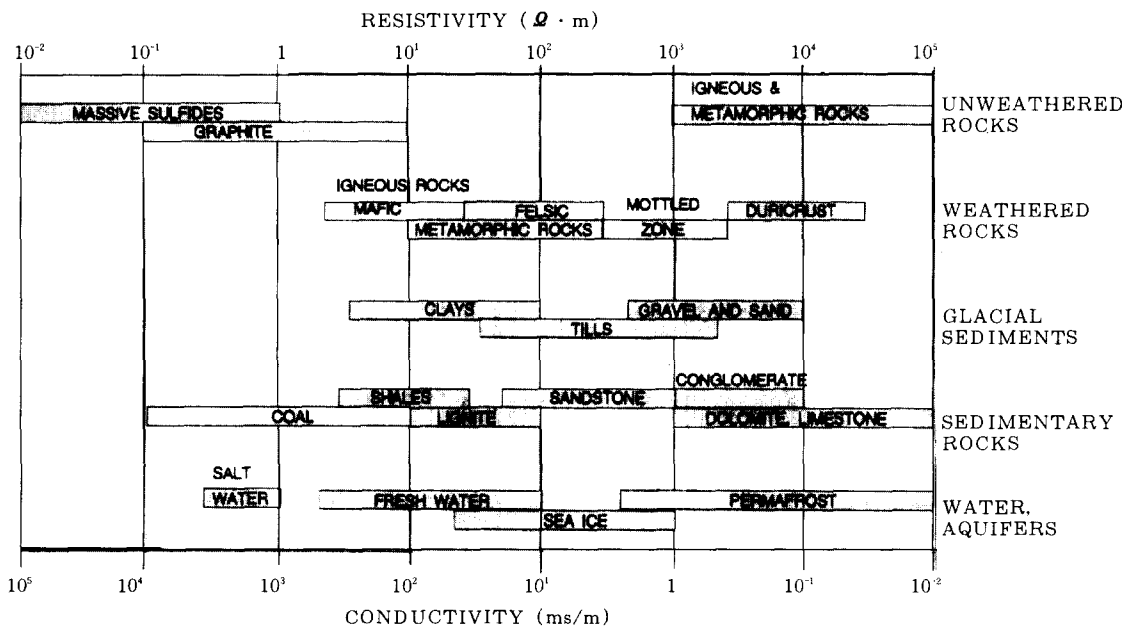 RESISTIVITY ( Ω · m)
10⁻² 10⁻¹ 1 10¹ 10² 10³ 10⁴ 10⁵
IGNEOUS &
MASSIVE SULFIDES METAMORPHIC ROCKS UNWEATHERED
GRAPHITE ROCKS
IGNEOUS ROCKS
MAFIC FELSIC MOTTLED DURICRUST WEATHERED
METAMORPHIC ROCKS ZONE ROCKS
CLAYS GRAVEL AND SAND GLACIAL
TILLS SEDIMENTS
CONGLOMERATE
SHALES SANDSTONE
COAL LIGNITE DOLOMITE, LIMESTONE SEDIMENTARY
ROCKS
SALT
WATER FRESH WATER PERMAFROST WATER,
SEA ICE AQUIFERS
10⁵ 10⁴ 10³ 10² 10¹ 1 10⁻¹ 10⁻²
CONDUCTIVITY (ms/m)